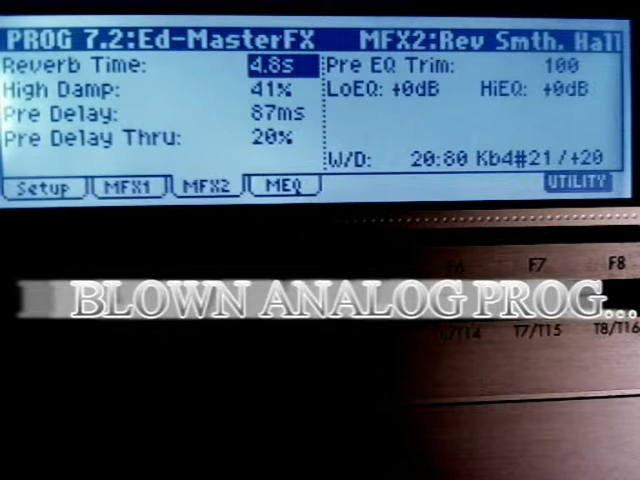 PROG 7.2:Ed-MasterFX MFX2:Rev Smth. Hall
Reverb Time: 4.8s Pre EQ Trim: 100
High Damp: 41% LoEQ: +0dB HiEQ: +0dB
Pre Delay: 87ms
Pre Delay Thru: 20%
W/D: 20:80 Kb4#21/+20
Setup MFX1 MFX2 MEQ UTILITY
F6 F7 F8
BLOWN ANALOG PROG...
T7/T15 T8/T16